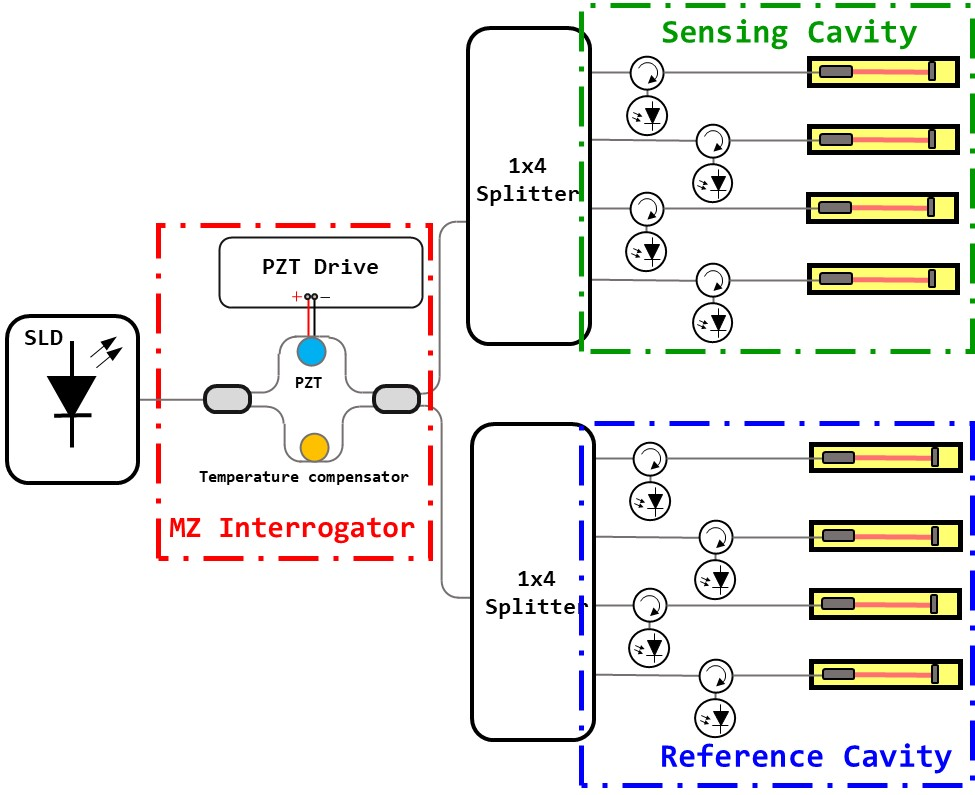 Sensing Cavity
1x4
Splitter
PZT Drive
+ −
SLD
PZT
Temperature compensator
MZ Interrogator
1x4
Splitter
Reference Cavity